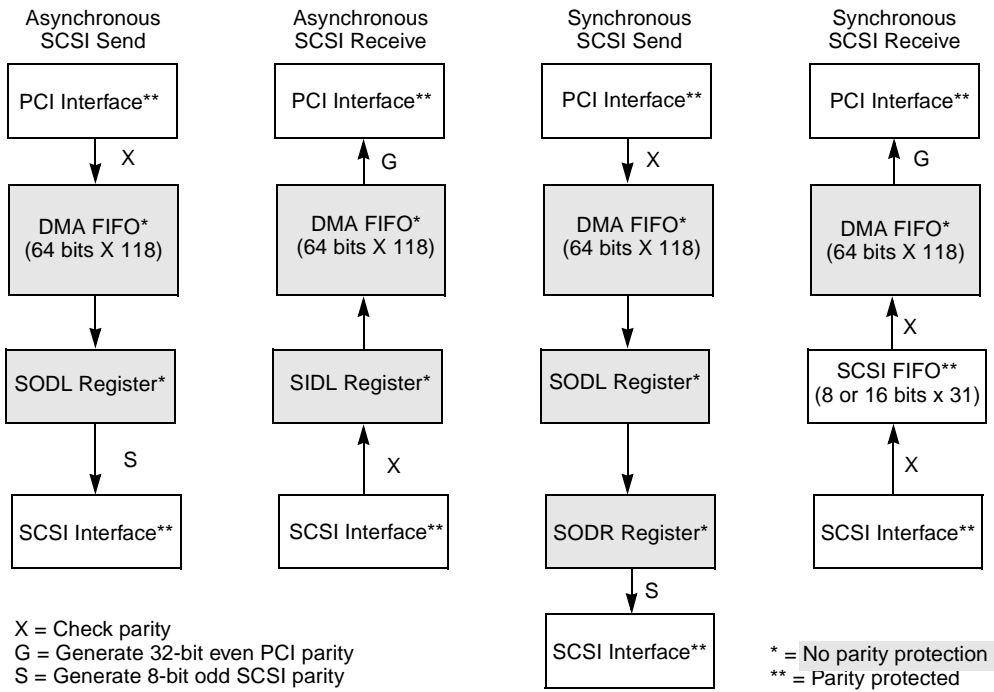 Asynchronous
SCSI Send
PCI Interface**
X
DMA FIFO*
(64 bits X 118)
SODL Register*
S
SCSI Interface**
Asynchronous
SCSI Receive
PCI Interface**
G
DMA FIFO*
(64 bits X 118)
SIDL Register*
X
SCSI Interface**
Synchronous
SCSI Send
PCI Interface**
X
DMA FIFO*
(64 bits X 118)
SODL Register*
SODR Register*
S
SCSI Interface**
Synchronous
SCSI Receive
PCI Interface**
G
DMA FIFO*
(64 bits X 118)
X
SCSI FIFO**
(8 or 16 bits x 31)
X
SCSI Interface**
X = Check parity
G = Generate 32-bit even PCI parity
S = Generate 8-bit odd SCSI parity
* = No parity protection
** = Parity protected